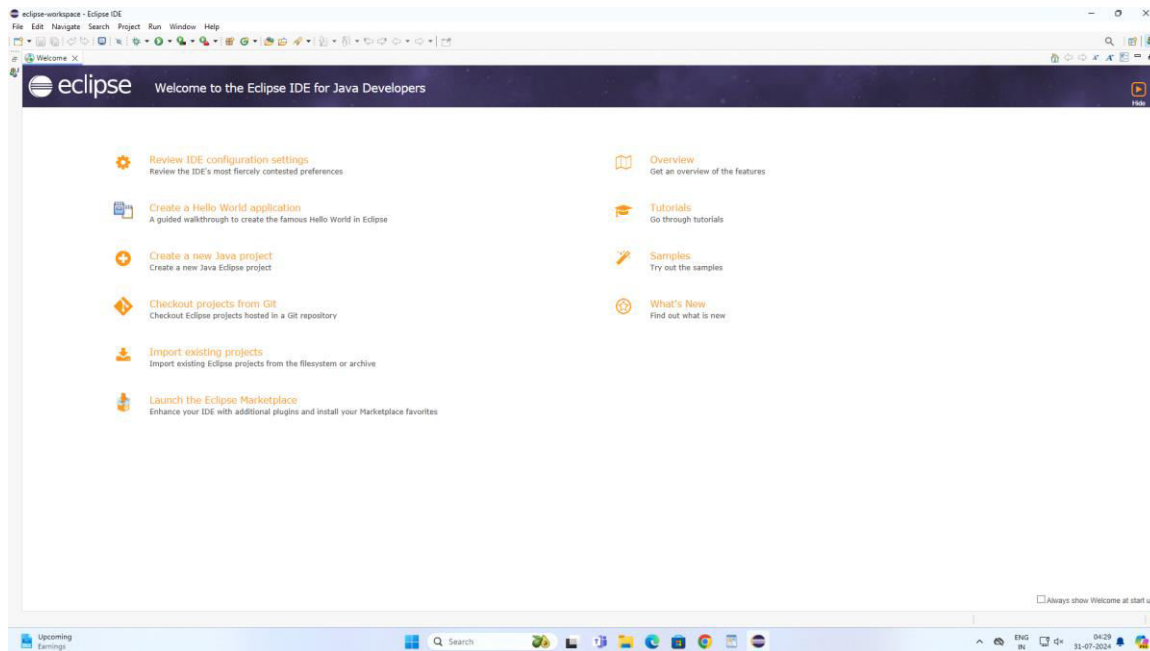 eclipse-workspace - Eclipse IDE
File Edit Navigate Search Project Run Window Help
Welcome
eclipse
Welcome to the Eclipse IDE for Java Developers
Hide
Review IDE configuration settings
Review the IDE's most fiercely contested preferences
Create a Hello World application
A guided walkthrough to create the famous Hello World in Eclipse
Create a new Java project
Create a new Java Eclipse project
Checkout projects from Git
Checkout Eclipse projects hosted in a Git repository
Import existing projects
Import existing Eclipse projects from the filesystem or archive
Launch the Eclipse Marketplace
Enhance your IDE with additional plugins and install your Marketplace favorites
Overview
Get an overview of the features
Tutorials
Go through tutorials
Samples
Try out the samples
What's New
Find out what is new
Always show Welcome at start u
Upcoming
Earnings
Search
ENG
IN
04:29
31-07-2024